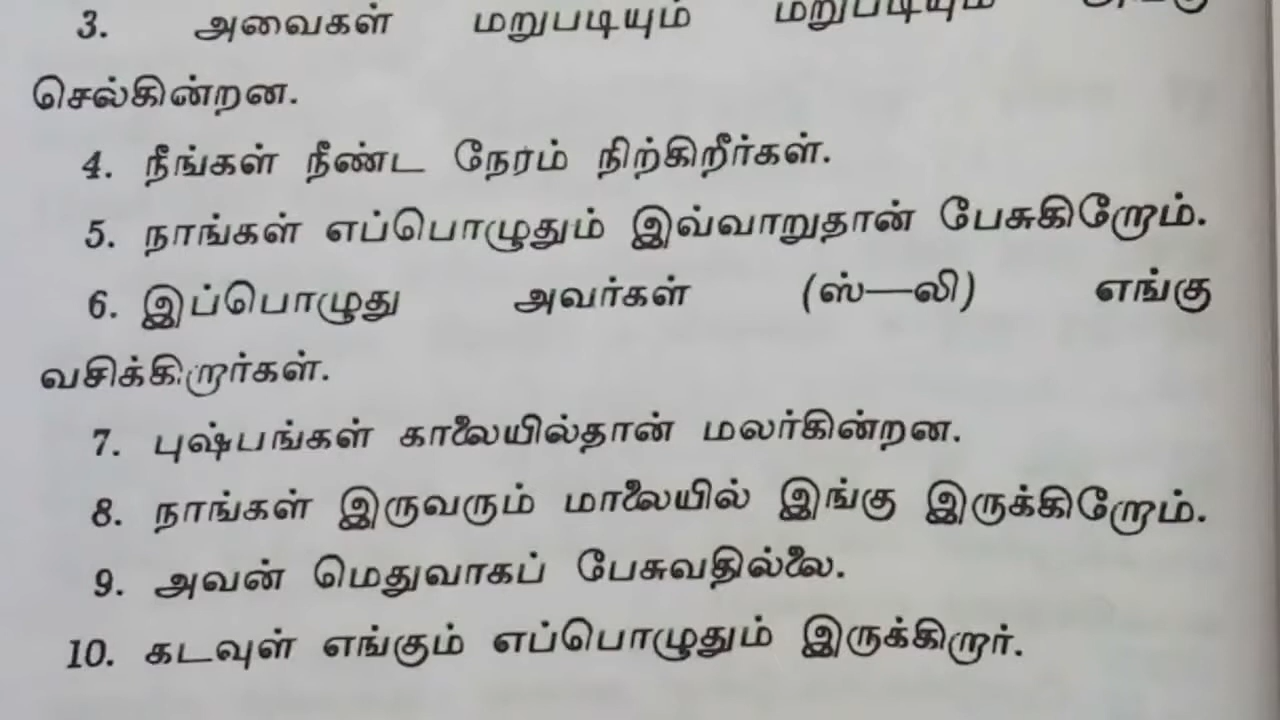 3. அவைகள் மறுபடியும் மறுபடியும்
செல்கின்றன.
4. நீங்கள் நீண்ட நேரம் நிற்கிறீர்கள்.
5. நாங்கள் எப்பொழுதும் இவ்வாறுதான் பேசுகிறோம்.
6. இப்பொழுது அவர்கள் (ஸ்—லி) எங்கு
வசிக்கிறார்கள்.
7. புஷ்பங்கள் காலையில்தான் மலர்கின்றன.
8. நாங்கள் இருவரும் மாலையில் இங்கு இருக்கிறோம்.
9. அவன் மெதுவாகப் பேசுவதில்லை.
10. கடவுள் எங்கும் எப்பொழுதும் இருக்கிறார்.